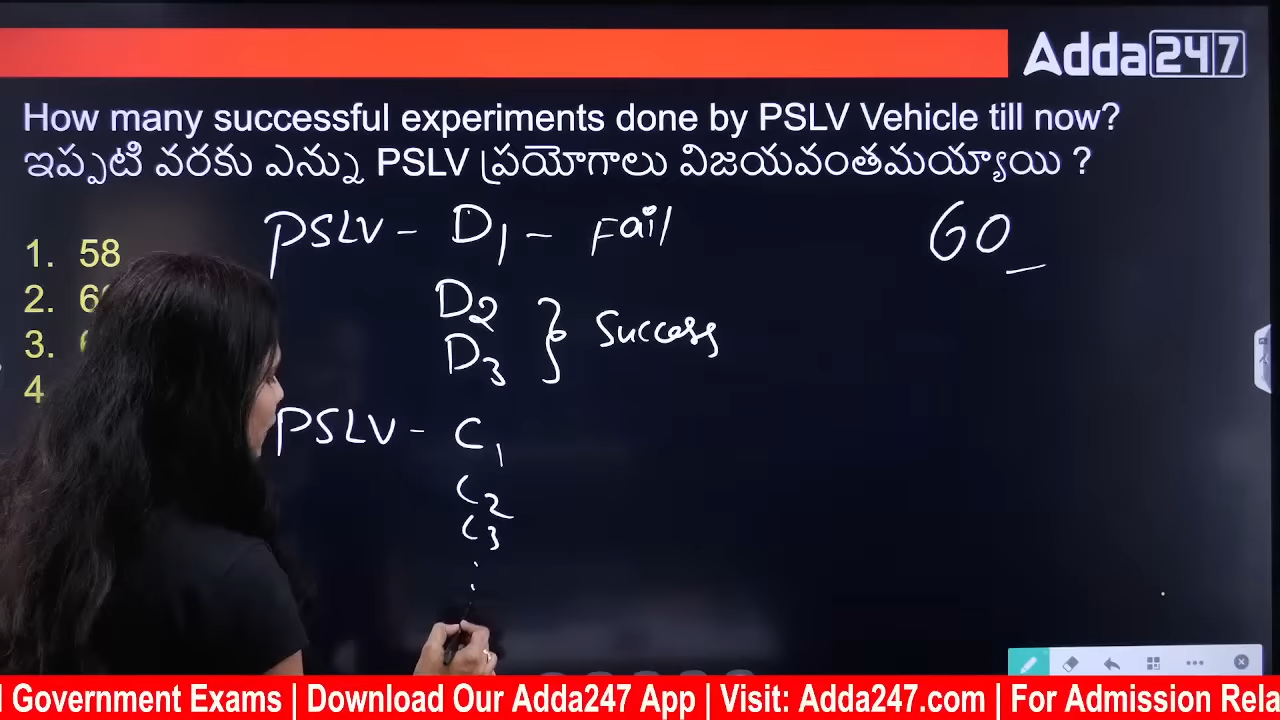 Adda247
How many successful experiments done by PSLV Vehicle till now?
ఇప్పటి వరకు ఎన్ను PSLV ప్రయోగాలు విజయవంతమయ్యాయి ?
PSLV - D1 - Fail
60
1. 58
D2
2.
D3
Success
3.
4
PSLV - C1
C2
C3
Government Exams | Download Our Adda247 App | Visit: Adda247.com | For Admission Rela